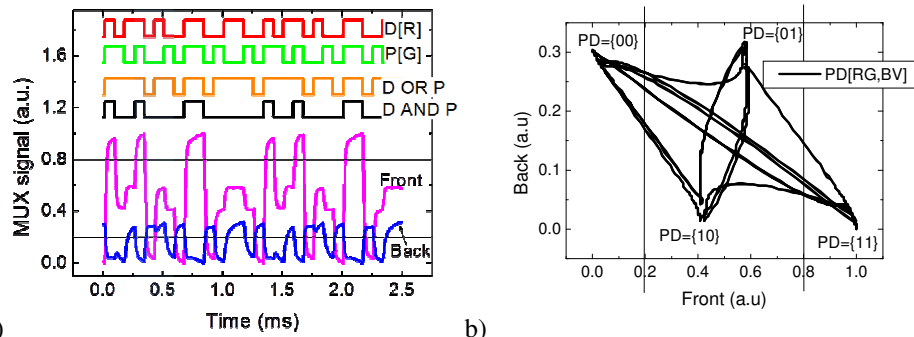 D[R]
P[G]
D OR P
D AND P
Front
Back
MUX signal (a.u.)
1.8
1.2
0.8
0.4
0.0
0.0 0.5 1.0 1.5 2.0 2.5
Time (ms)
)
b)
PD={00}
PD={01}
PD[RG,BV]
PD={10}
PD={11}
Back (a.u)
0.3
0.2
0.1
0.0
0.0 0.2 0.4 0.6 0.8 1.0
Front (a.u)